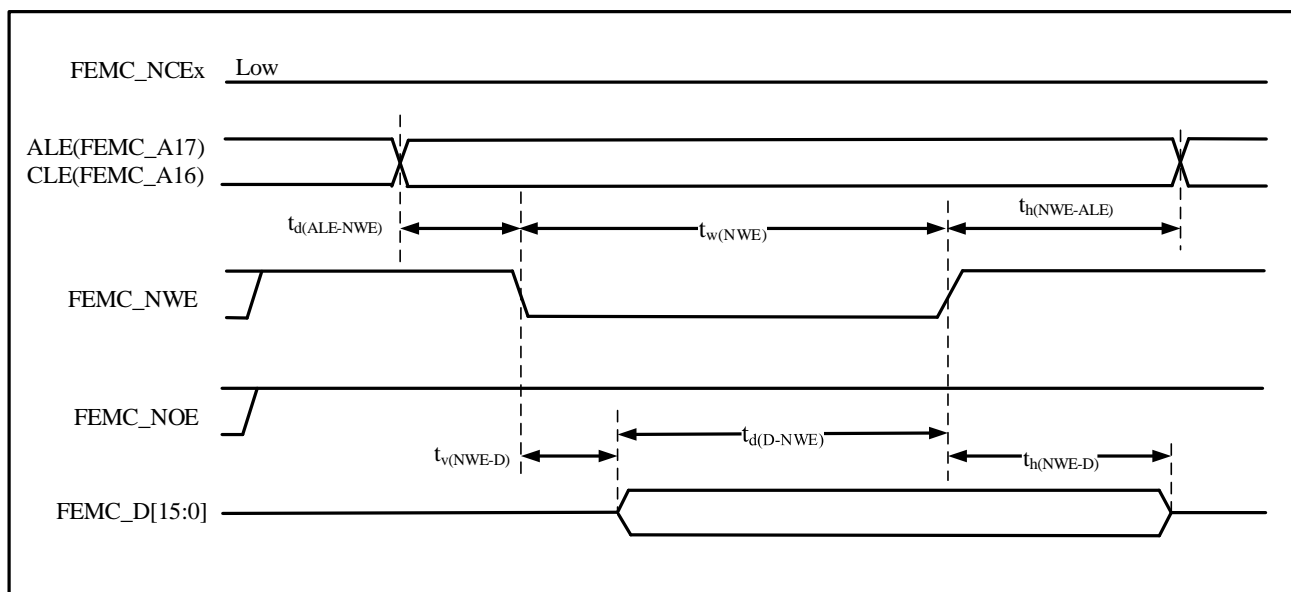 FEMC_NCEx Low
ALE(FEMC_A17)
CLE(FEMC_A16)
td(ALE-NWE) tw(NWE) th(NWE-ALE)
FEMC_NWE
FEMC_NOE
tv(NWE-D) td(D-NWE) th(NWE-D)
FEMC_D[15:0]